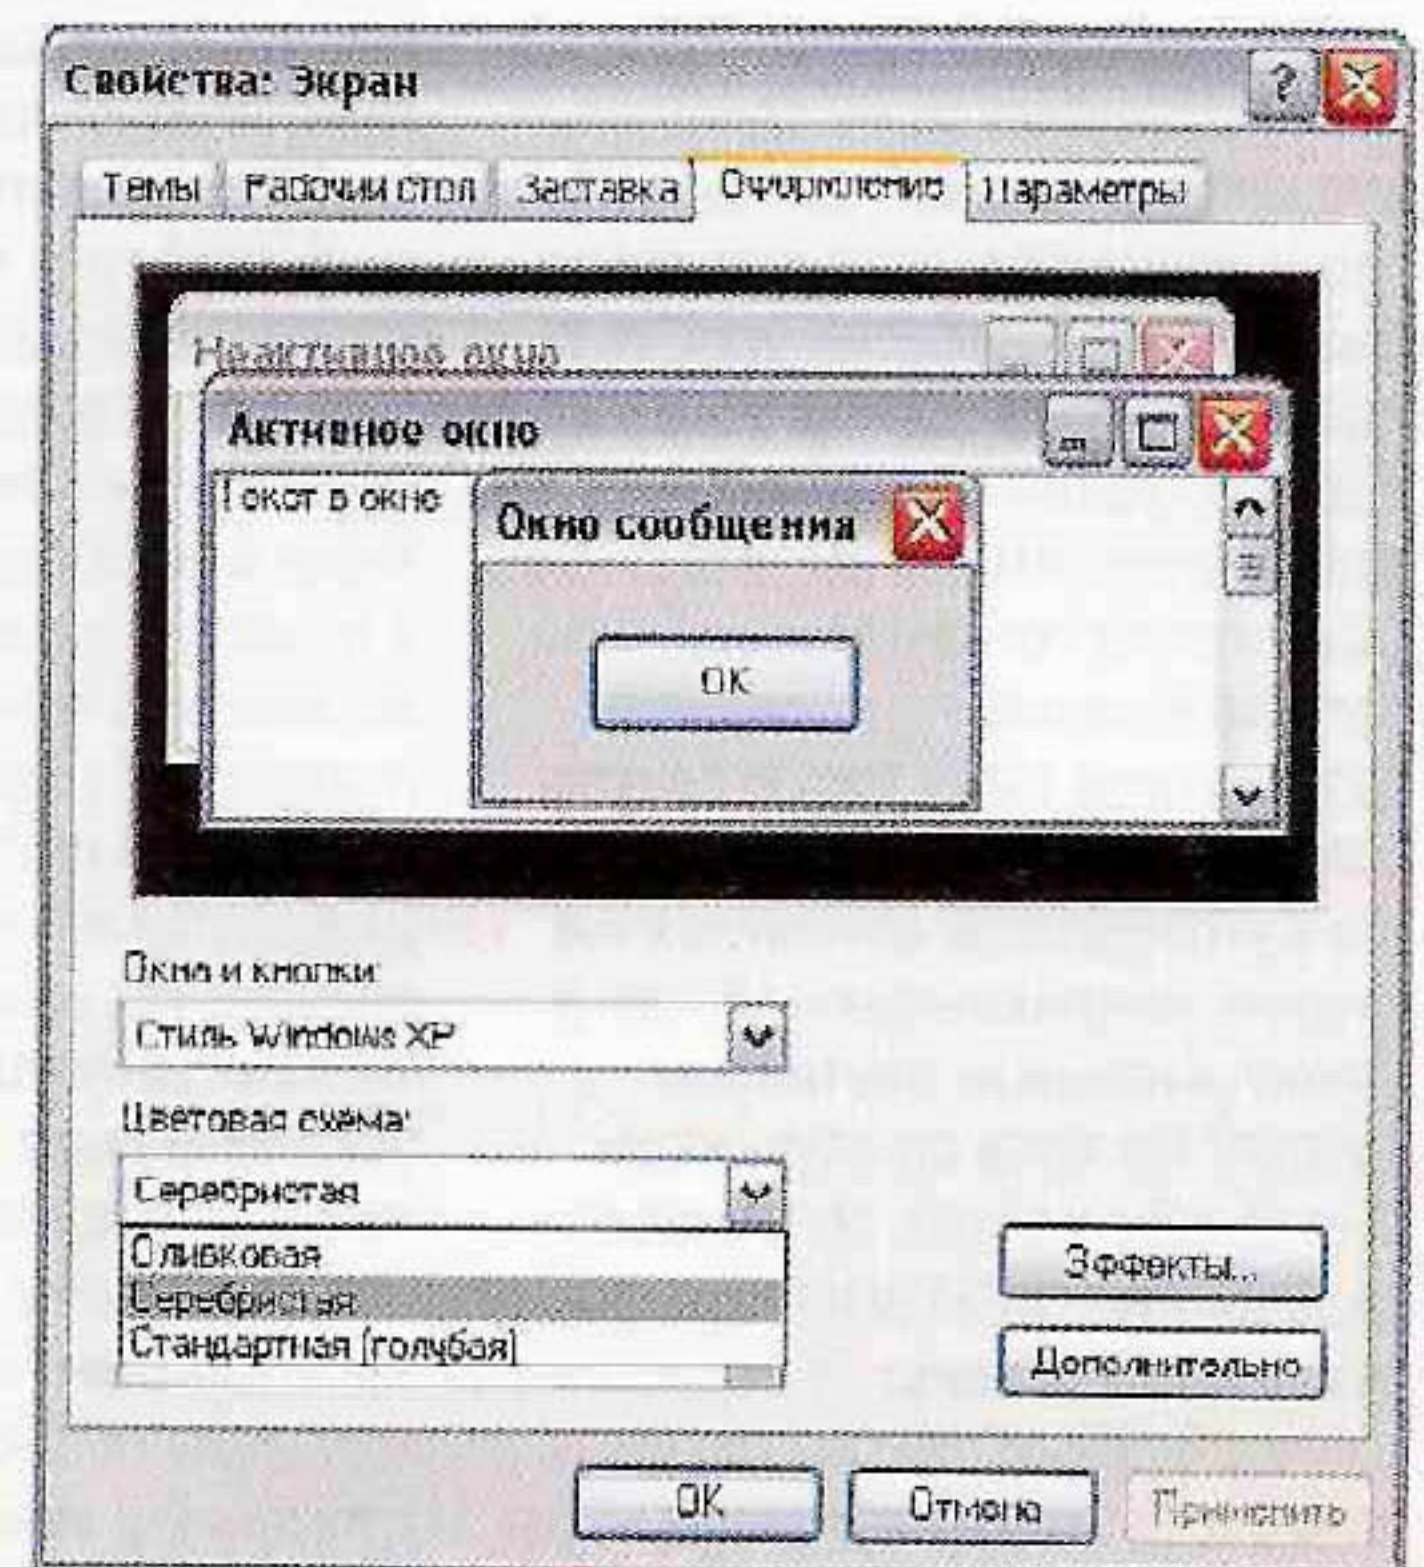 Свойства: Экран
Темы Рабочий стол Заставка Оформление Параметры
Неактивное окно
Активное окно
Текст в окне
Окно сообщения
OK
Окна и кнопки:
Стиль Windows XP
Цветовая схема:
Серебристая
Оливковая
Серебристая
Стандартная (голубая)
Эффекты...
Дополнительно
OK Отмена Применить